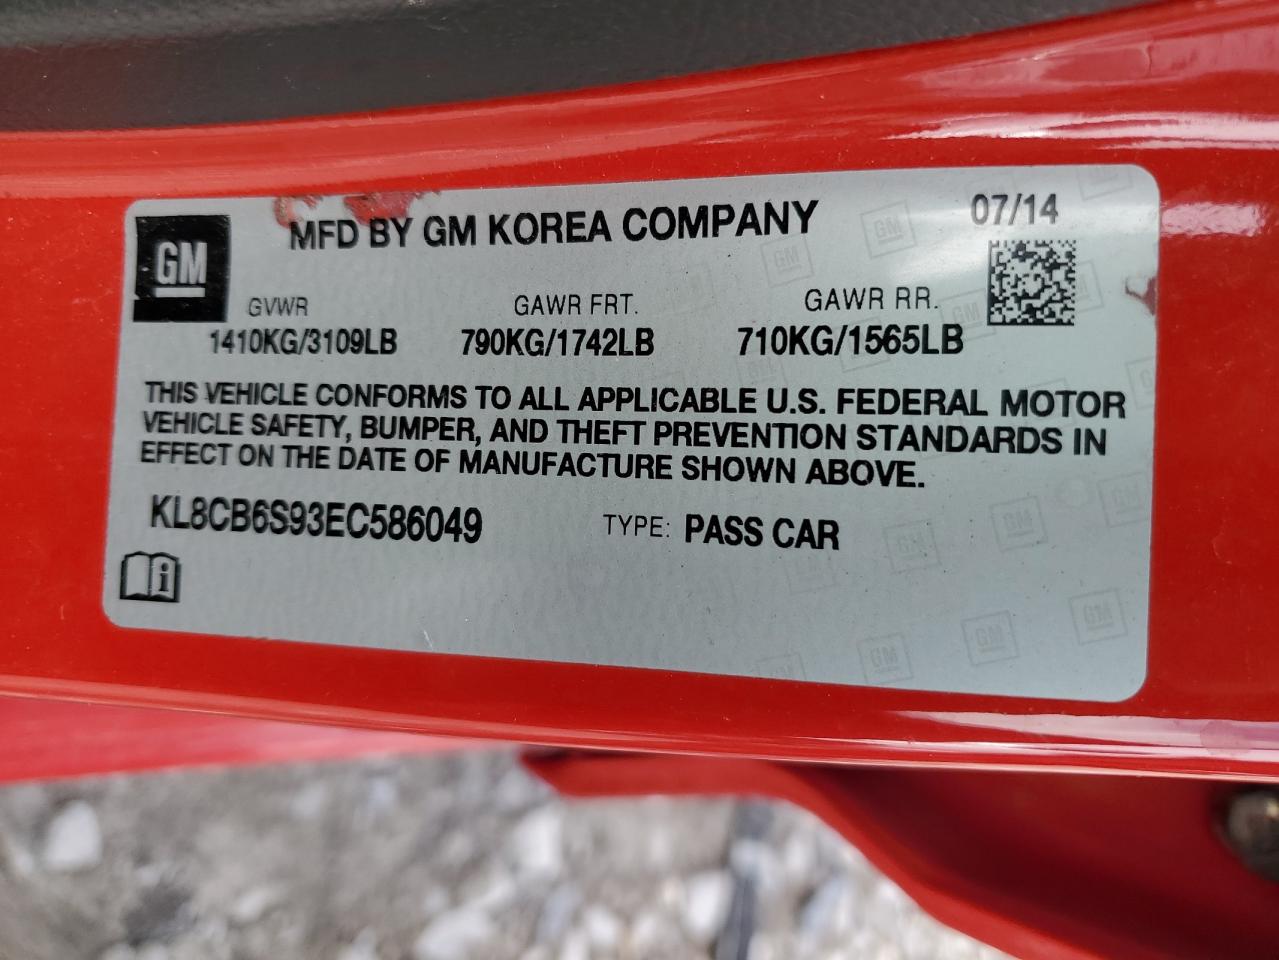 GM
MFD BY GM KOREA COMPANY
07/14
GVWR GAWR FRT. GAWR RR.
1410KG/3109LB 790KG/1742LB 710KG/1565LB
THIS VEHICLE CONFORMS TO ALL APPLICABLE U.S. FEDERAL MOTOR
VEHICLE SAFETY, BUMPER, AND THEFT PREVENTION STANDARDS IN
EFFECT ON THE DATE OF MANUFACTURE SHOWN ABOVE.
KL8CB6S93EC586049 TYPE: PASS CAR